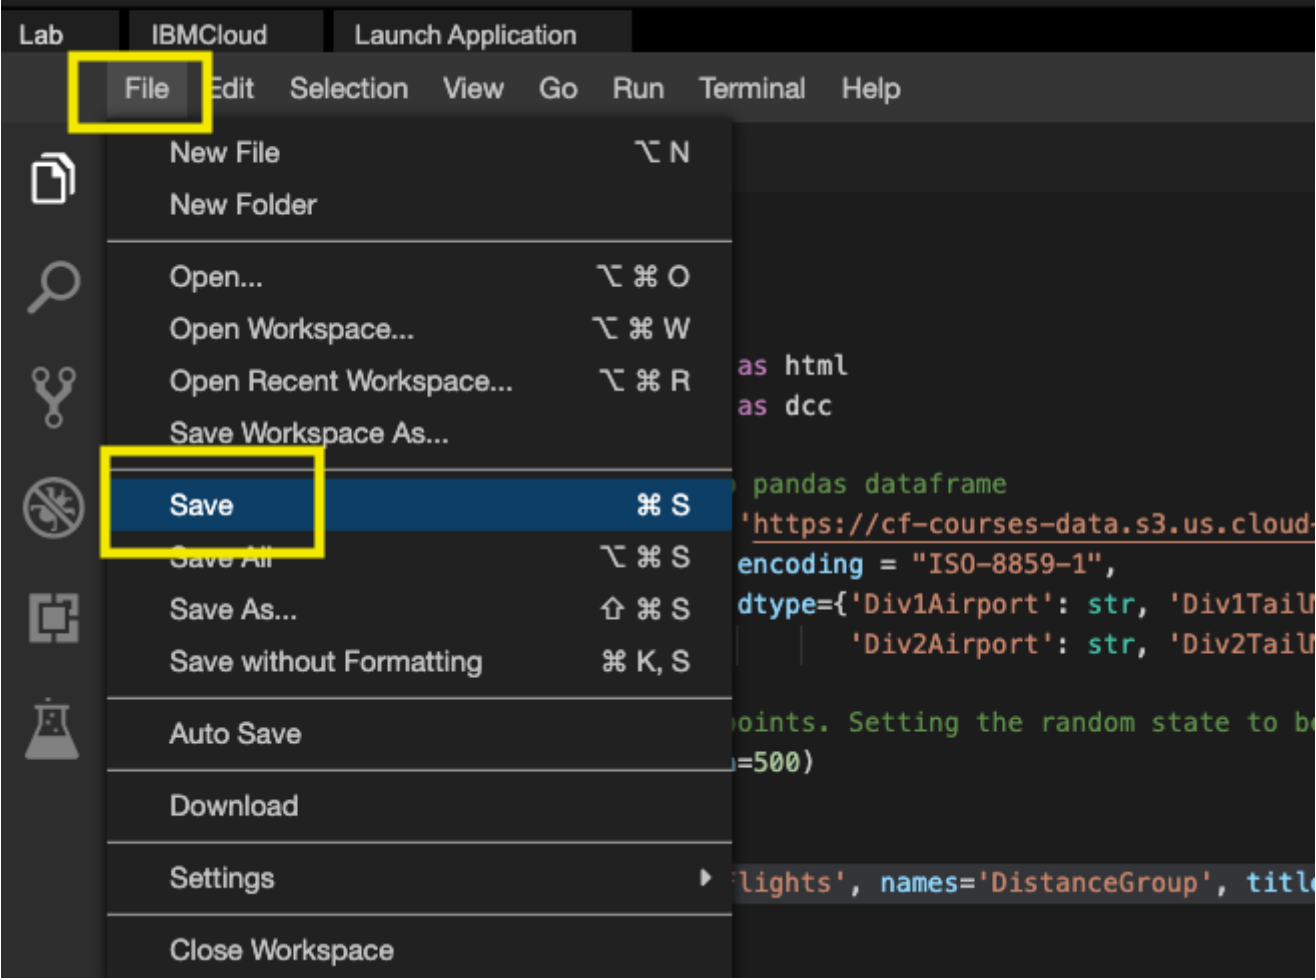 Lab IBMCloud Launch Application
File Edit Selection View Go Run Terminal Help
New File ⌥ N
New Folder
Open... ⌥ ⌘ O
Open Workspace... ⌥ ⌘ W
as html
Open Recent Workspace... ⌥ ⌘ R
as dcc
Save Workspace As...
pandas dataframe
Save ⌘ S
'https://cf-courses-data.s3.us.cloud-
Save All ⌥ ⌘ S
encoding = "ISO-8859-1",
Save As... ⇧ ⌘ S
dtype={'Div1Airport': str, 'Div1Tail
Save without Formatting ⌘ K, S
'Div2Airport': str, 'Div2Tail
Auto Save
points. Setting the random state to be
=500)
Download
Settings
lights', names='DistanceGroup', title
Close Workspace